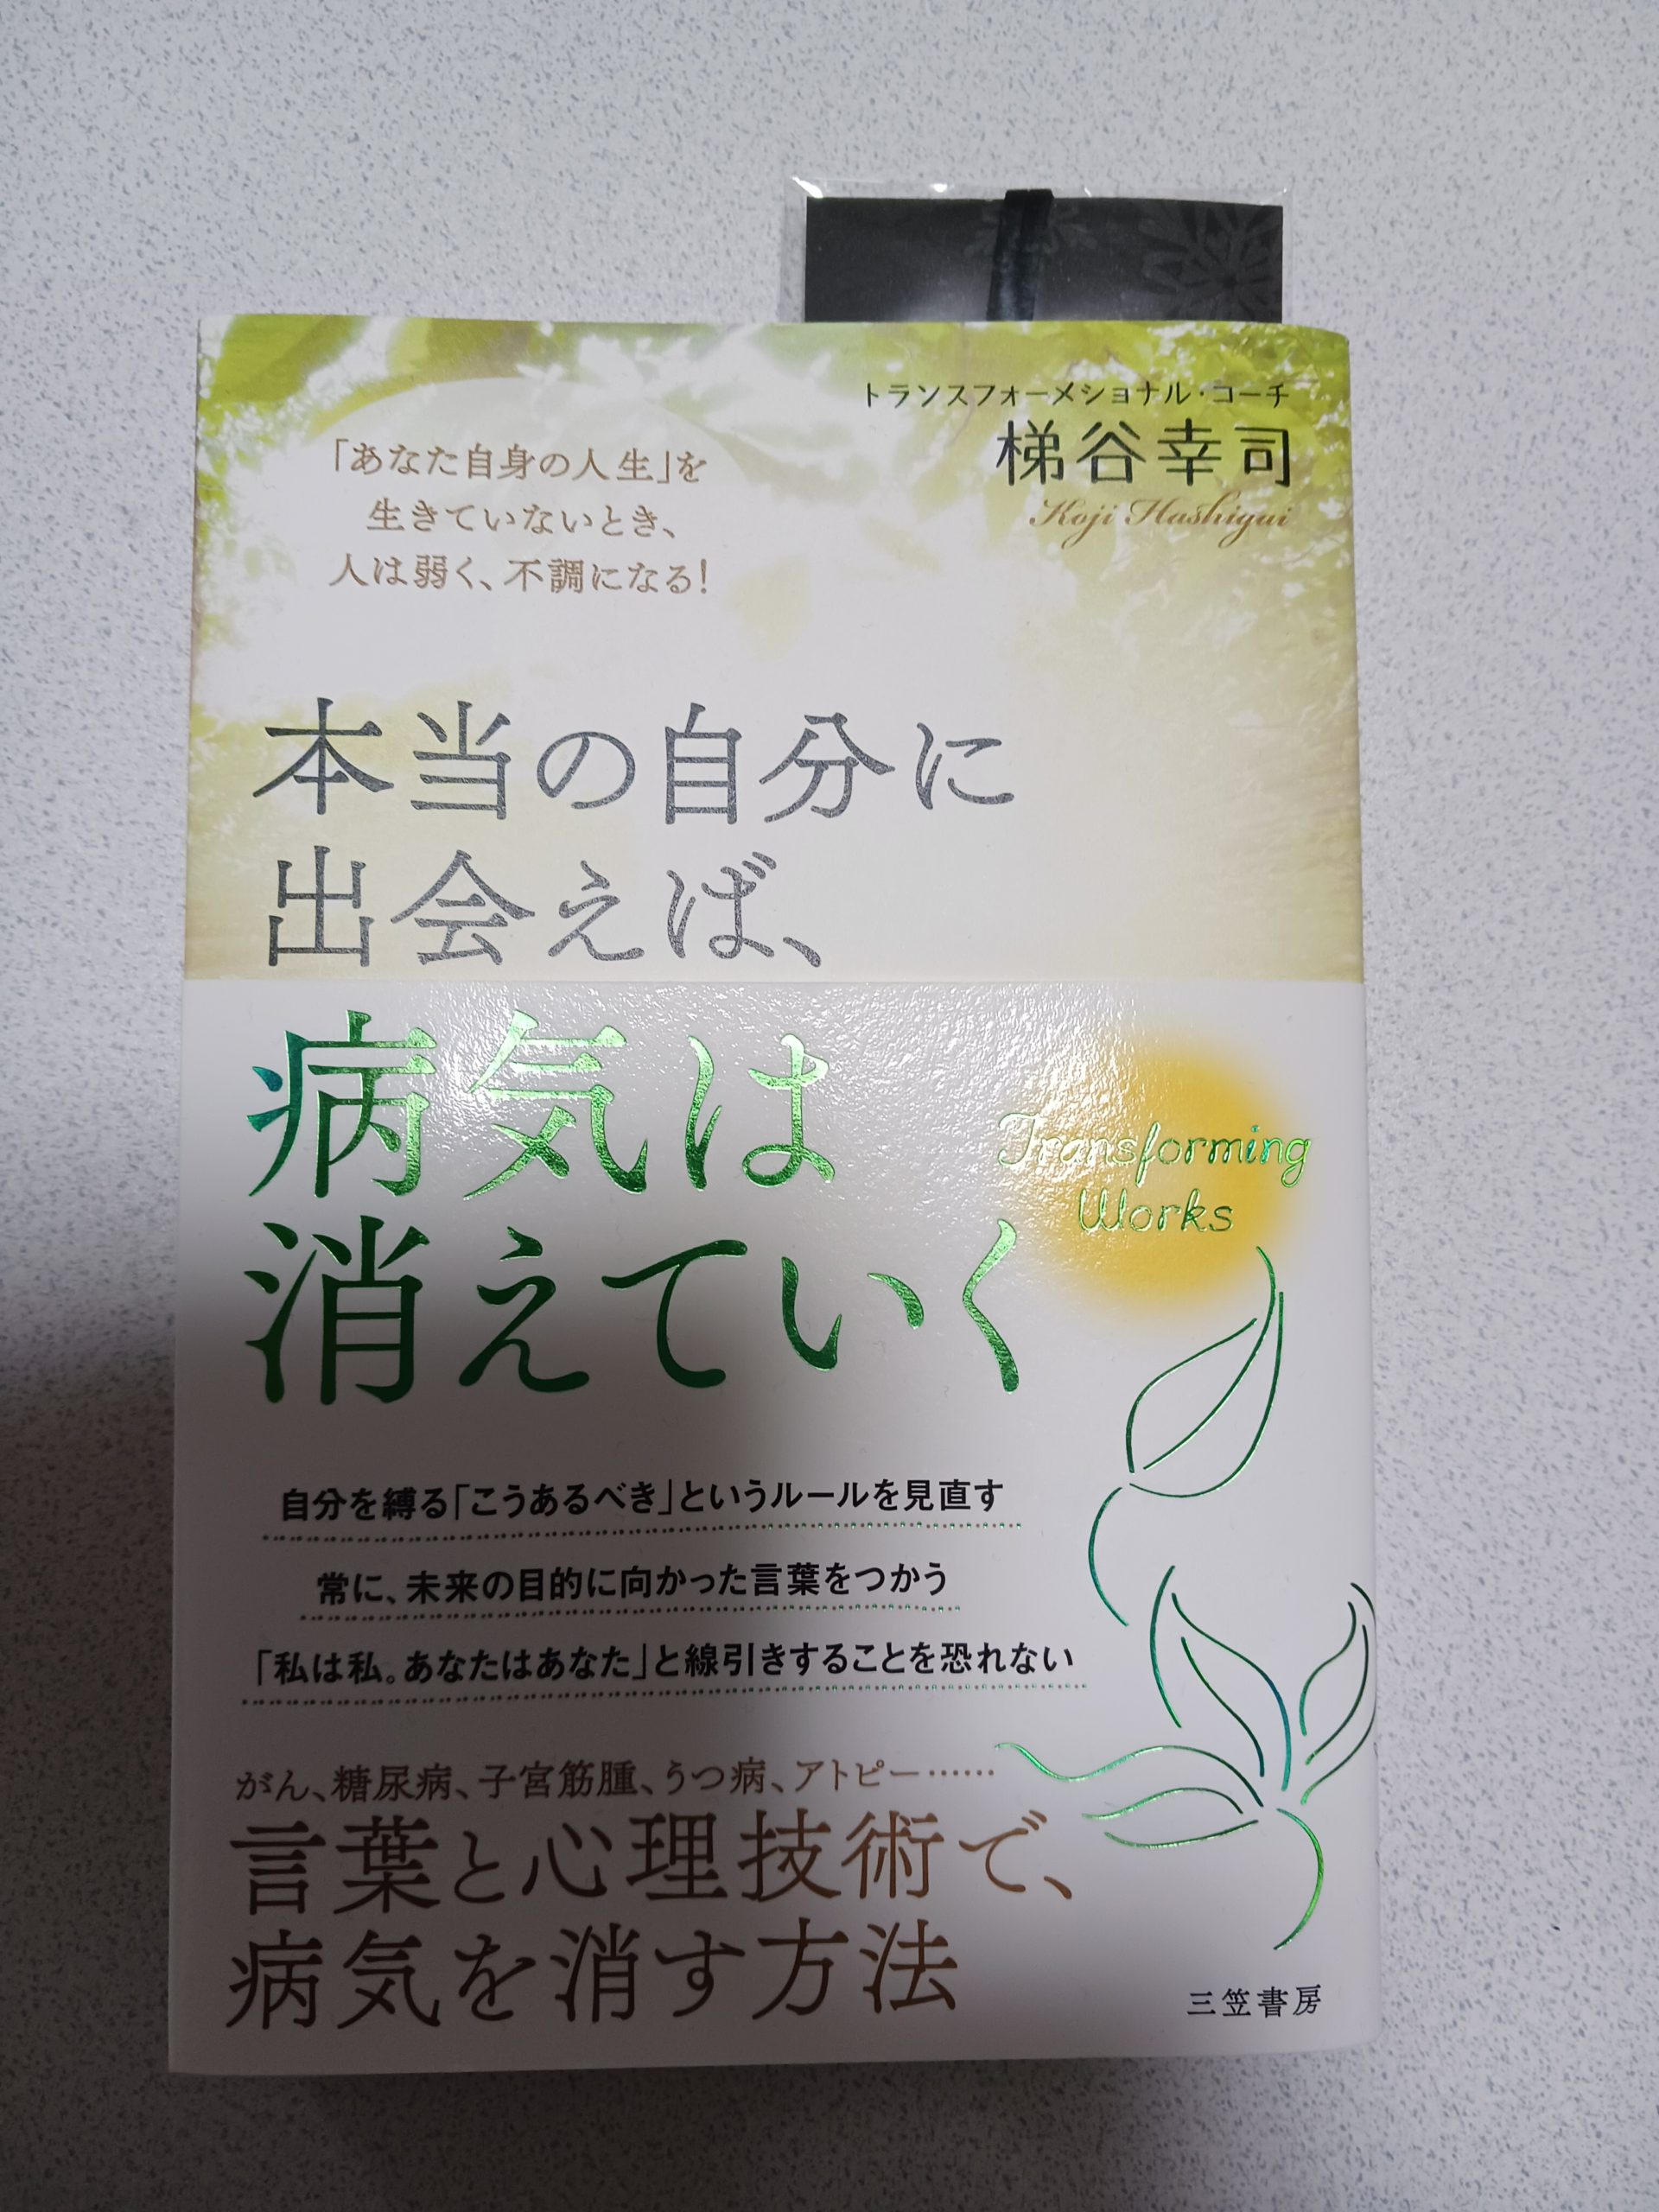 トランスフォーメショナル・コーチ
梯谷幸司
Koji Hashigai
「あなた自身の人生」を
生きていないとき、
人は弱く、不調になる!
本当の自分に
出会えば、
病気は
消えていく
Transforming
Works
自分を縛る「こうあるべき」というルールを見直す
常に、未来の目的に向かった言葉をつかう
「私は私。あなたはあなた」と線引きすることを恐れない
がん、糖尿病、子宮筋腫、うつ病、アトピー……
言葉と心理技術で、
病気を消す方法
三笠書房